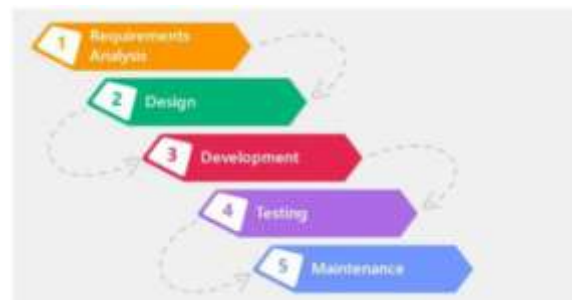 1 Requirements
Analysis
2 Design
3 Development
4 Testing
5 Maintenance